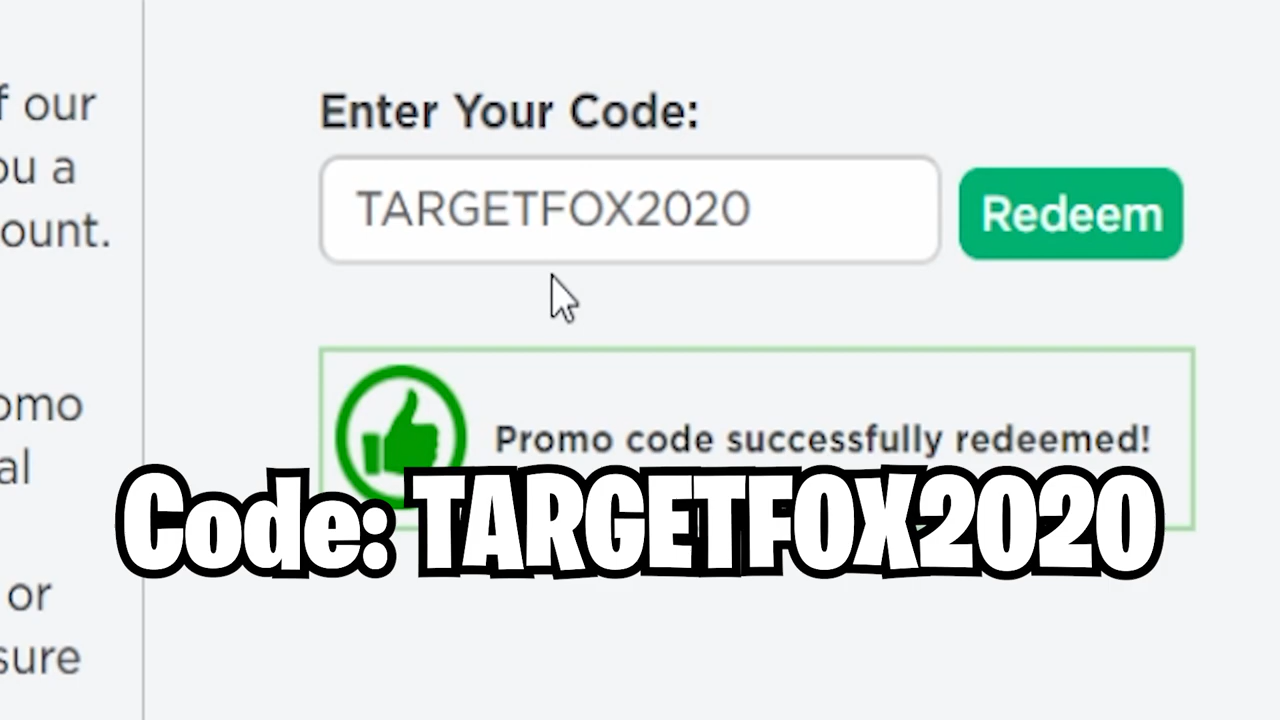 f our
ou a
ount.
omo
al
or
sure
Enter Your Code:
TARGETFOX2020
Redeem
Promo code successfully redeemed!
Code: TARGETFOX2020